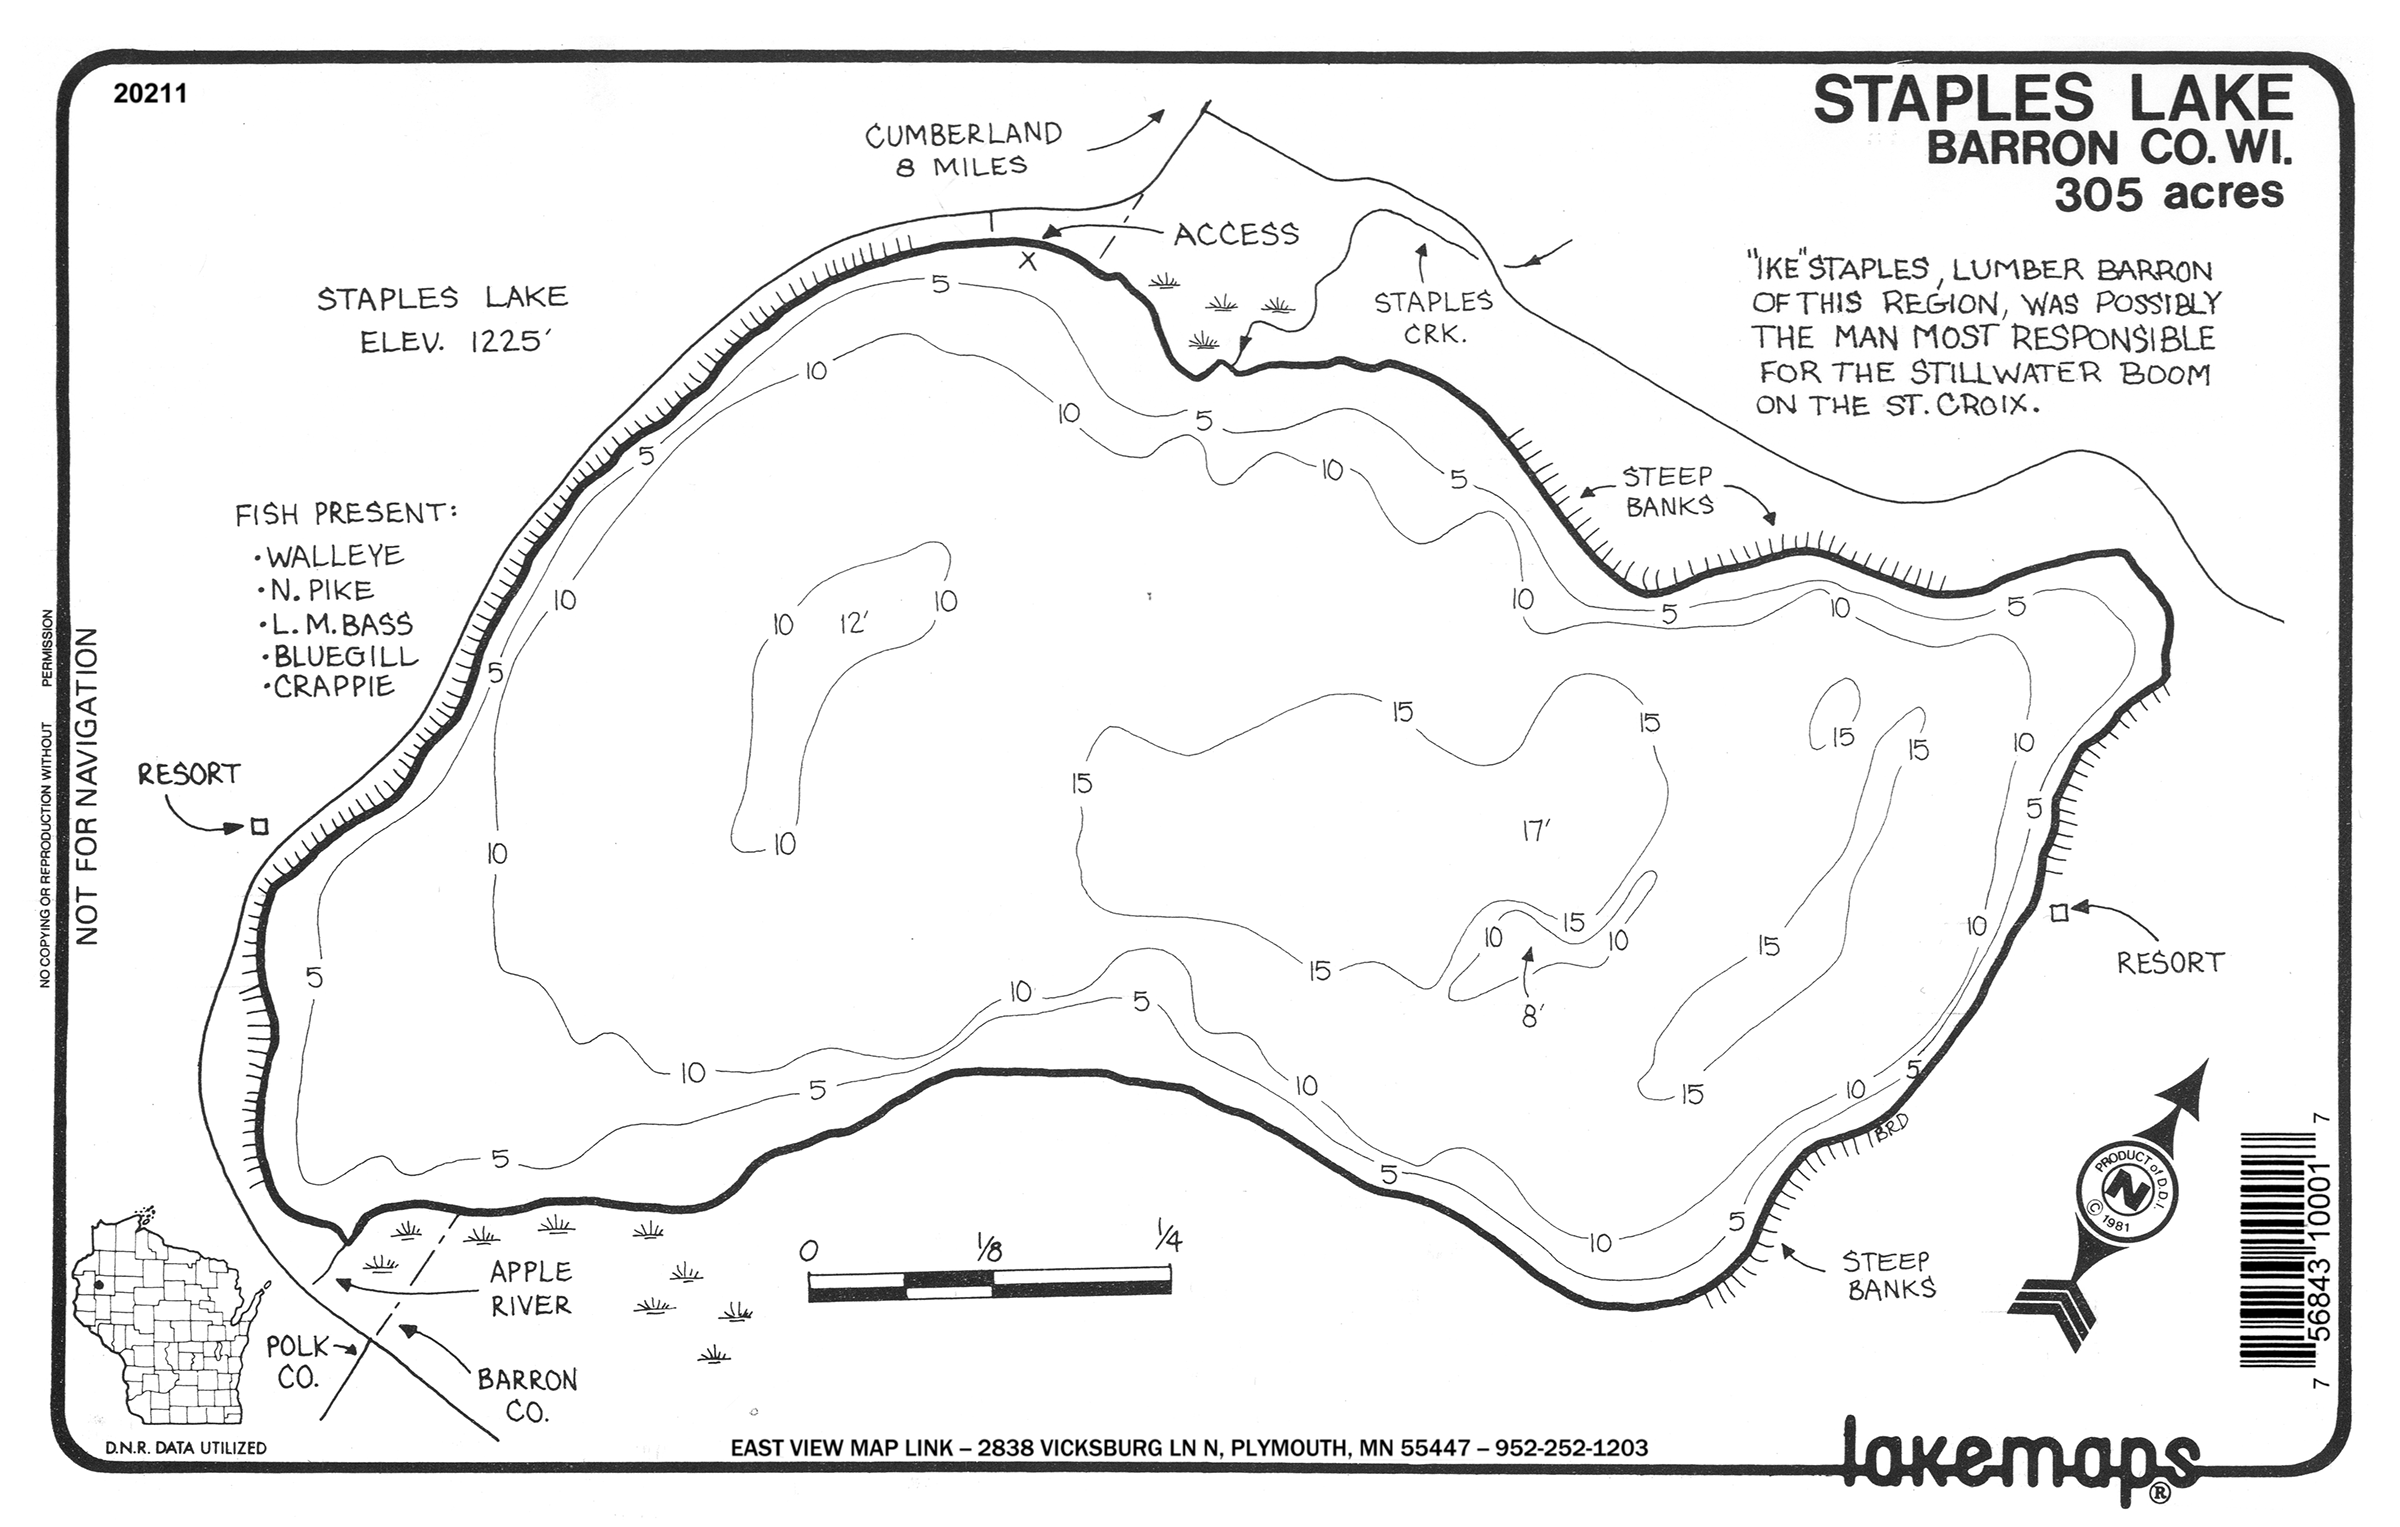 20211
STAPLES LAKE
BARRON CO. WI.
305 acres
CUMBERLAND
8 MILES
ACCESS
STAPLES
CRK.
"IKE" STAPLES, LUMBER BARRON
OF THIS REGION, WAS POSSIBLY
THE MAN MOST RESPONSIBLE
FOR THE STILLWATER BOOM
ON THE ST. CROIX.
STAPLES LAKE
ELEV. 1225'
FISH PRESENT:
• WALLEYE
• N. PIKE
• L.M. BASS
• BLUEGILL
• CRAPPIE
STEEP
BANKS
RESORT
NOT FOR NAVIGATION
NO COPYING OR REPRODUCTION WITHOUT PERMISSION
5
10
10
5
5
10
5
5
10
10
5
10
5
10
10
10
12'
5
15
15
15
15
15
10
10
5
17'
10
10
15
10
10
15
10
5
15
8'
RESORT
10
5
10
5
10
15
10
5
BRD
5
5
10
5
STEEP
BANKS
0
1/8
1/4
APPLE
RIVER
POLK
CO.
BARRON
CO.
PRODUCT of D.D.I.
N
© 1981
7 56843 10001 7
D.N.R. DATA UTILIZED
EAST VIEW MAP LINK – 2838 VICKSBURG LN N, PLYMOUTH, MN 55447 – 952-252-1203
lakemaps®